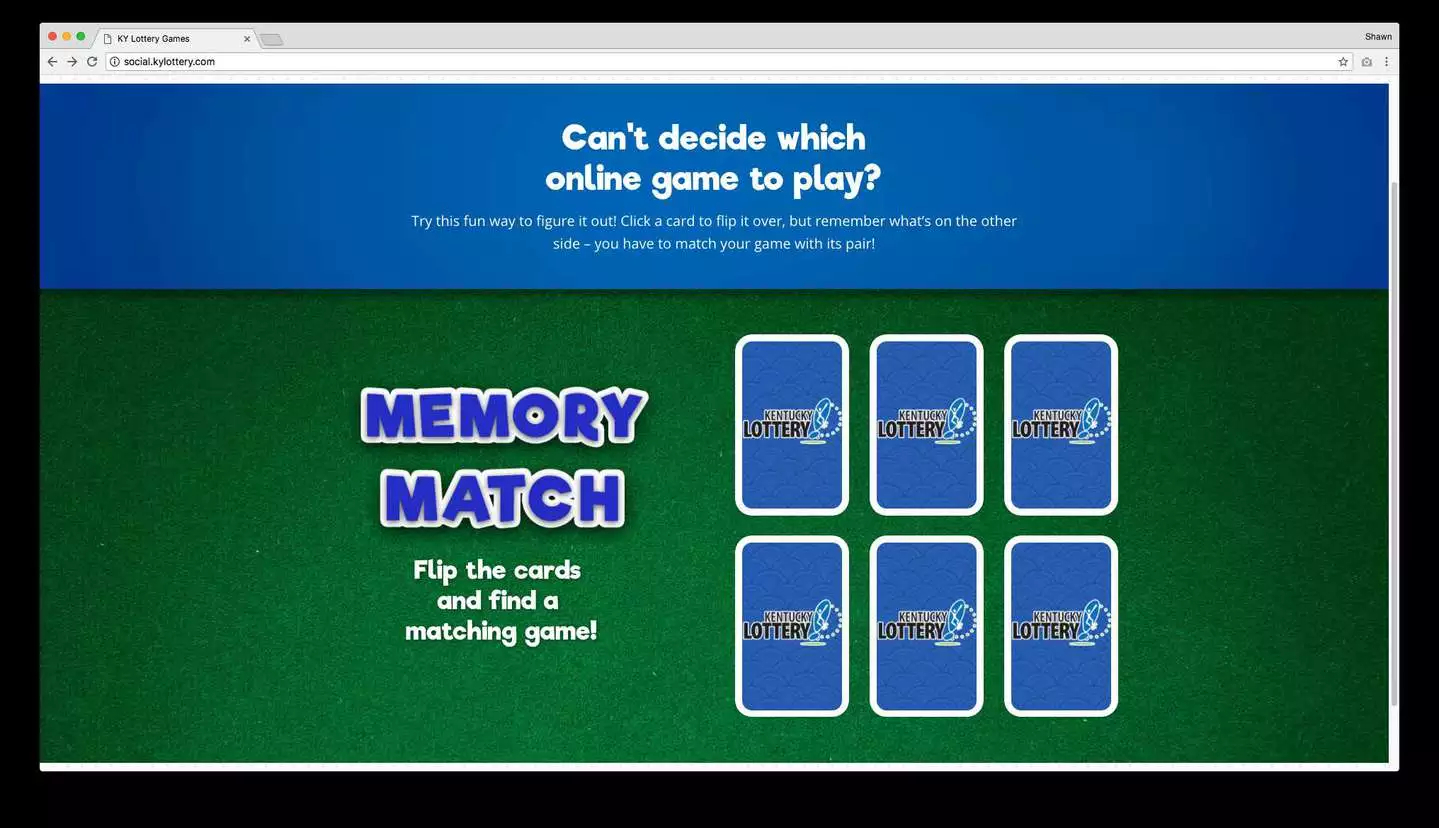 KY Lottery Games
Shawn
social.kylottery.com
Can't decide which
online game to play?
Try this fun way to figure it out! Click a card to flip it over, but remember what’s on the other
side – you have to match your game with its pair!
MEMORY
MATCH
Flip the cards
and find a
matching game!
KENTUCKY
LOTTERY
KENTUCKY
LOTTERY
KENTUCKY
LOTTERY
KENTUCKY
LOTTERY
KENTUCKY
LOTTERY
KENTUCKY
LOTTERY